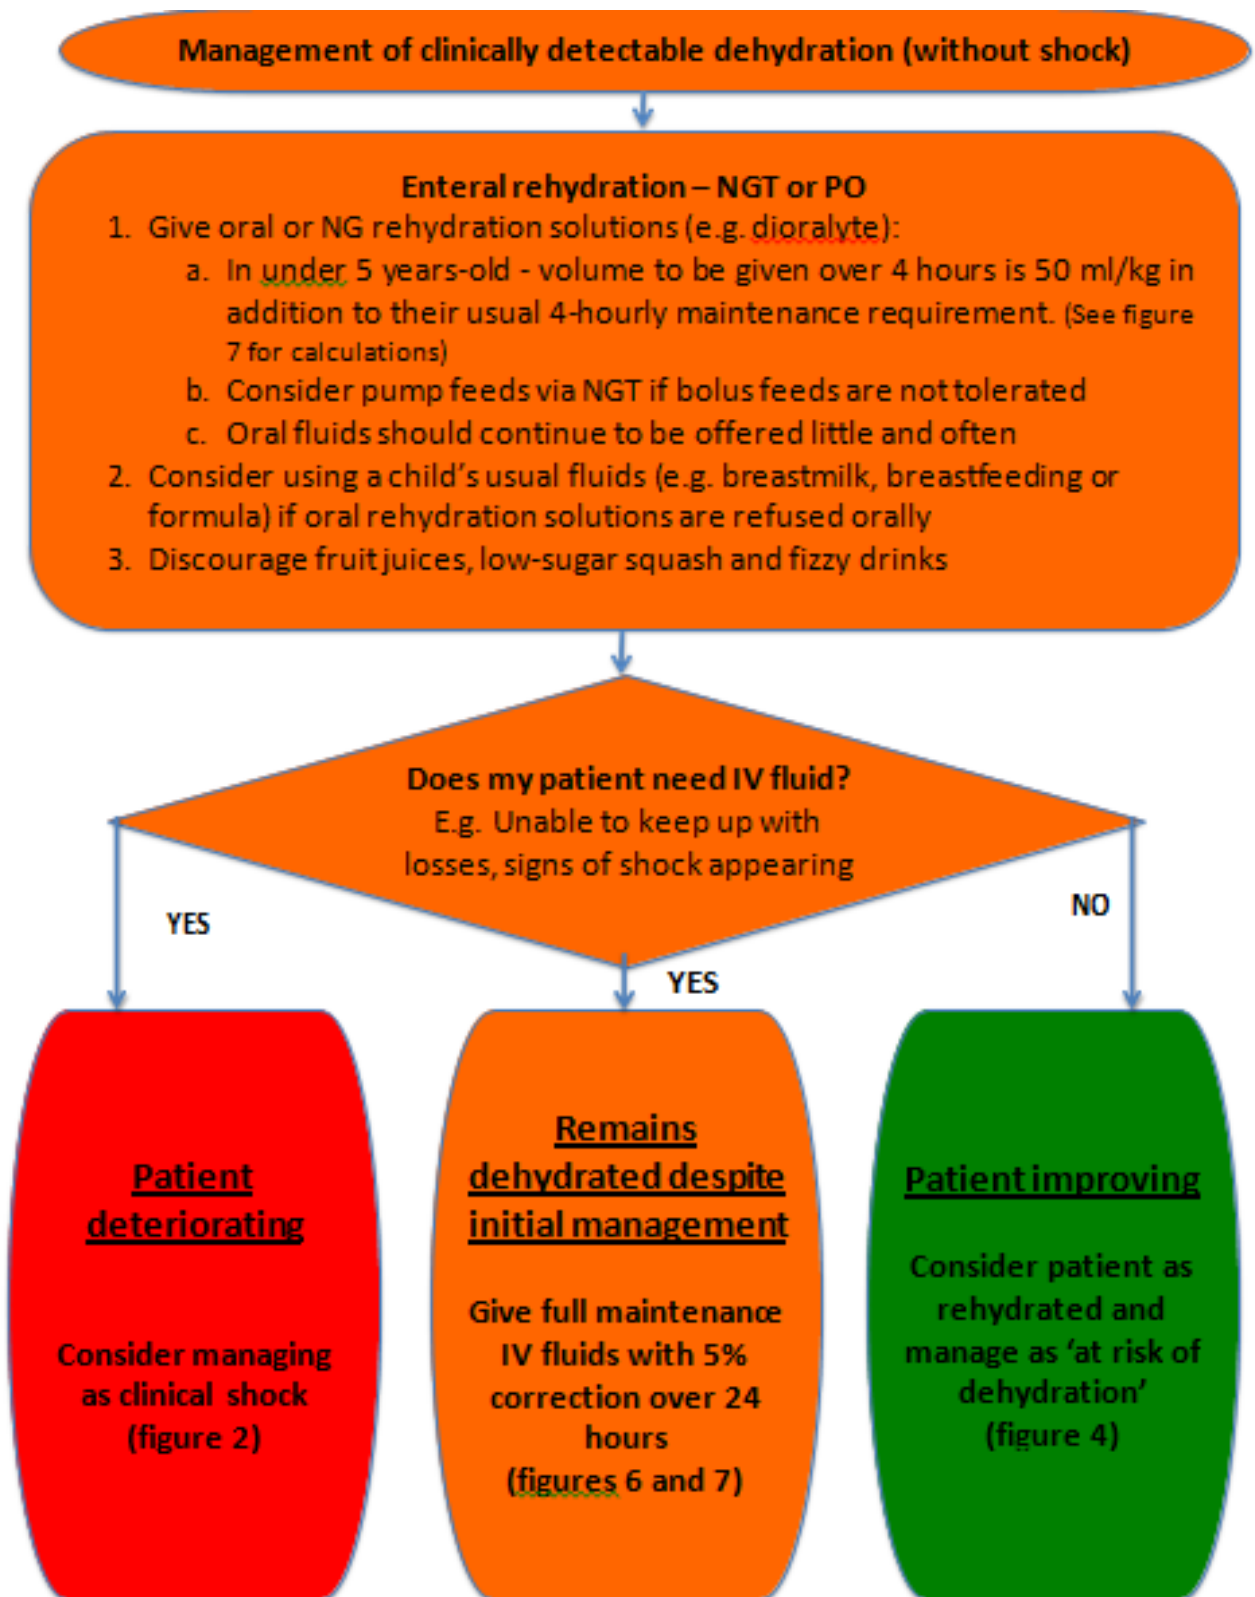 Management of clinically detectable dehydration (without shock)
Enteral rehydration – NGT or PO
1. Give oral or NG rehydration solutions (e.g. dioralyte):
a. In under 5 years-old - volume to be given over 4 hours is 50 ml/kg in
addition to their usual 4-hourly maintenance requirement. (See figure
7 for calculations)
b. Consider pump feeds via NGT if bolus feeds are not tolerated
c. Oral fluids should continue to be offered little and often
2. Consider using a child's usual fluids (e.g. breastmilk, breastfeeding or
formula) if oral rehydration solutions are refused orally
3. Discourage fruit juices, low-sugar squash and fizzy drinks
Does my patient need IV fluid?
E.g. Unable to keep up with
losses, signs of shock appearing
YES
YES
NO
Patient
deteriorating
Consider managing
as clinical shock
(figure 2)
Remains
dehydrated despite
initial management
Give full maintenance
IV fluids with 5%
correction over 24
hours
(figures 6 and 7)
Patient improving
Consider patient as
rehydrated and
manage as ‘at risk of
dehydration’
(figure 4)